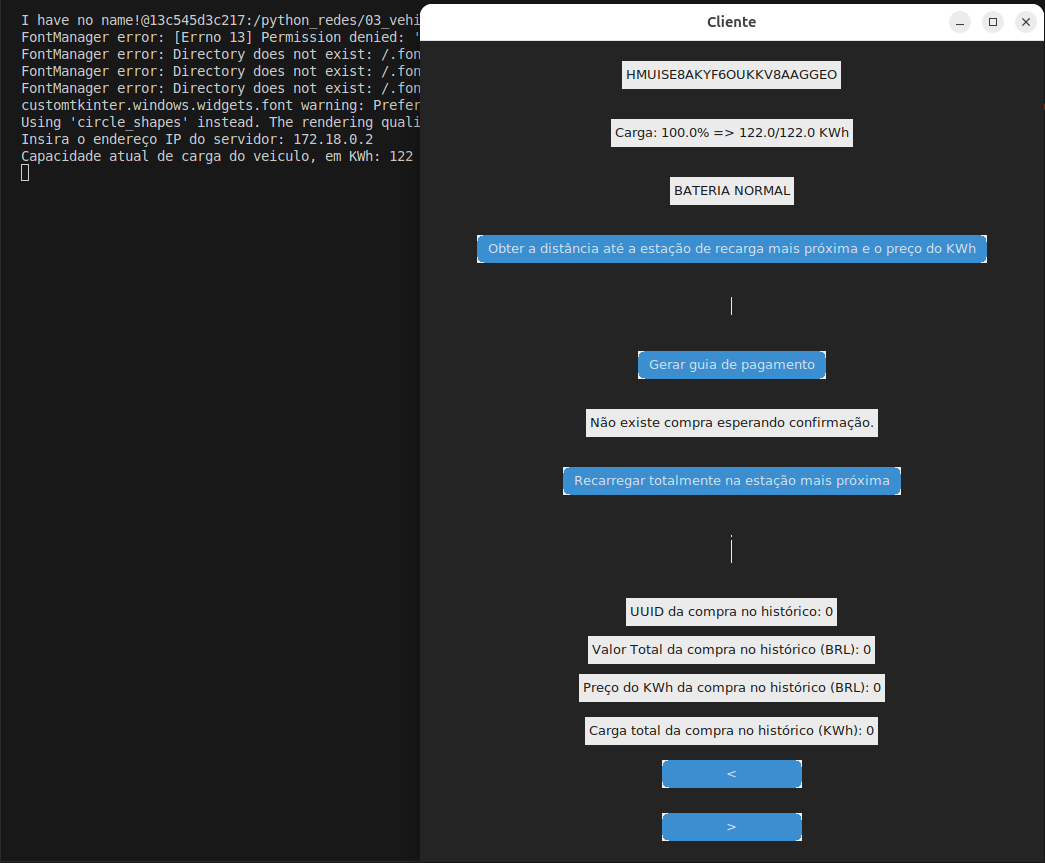 I have no name!@13c545d3c217:/python_redes/03_vehi
FontManager error: [Errno 13] Permission denied: '
FontManager error: Directory does not exist: /.fon
FontManager error: Directory does not exist: /.fon
FontManager error: Directory does not exist: /.fon
customtkinter.windows.widgets.font warning: Prefer
Using 'circle_shapes' instead. The rendering quali
Insira o endereço IP do servidor: 172.18.0.2
Capacidade atual de carga do veiculo, em KWh: 122
Cliente
HMUISE8AKYF6OUKKV8AAGGEO
Carga: 100.0% => 122.0/122.0 KWh
BATERIA NORMAL
Obter a distância até a estação de recarga mais próxima e o preço do KWh
Gerar guia de pagamento
Não existe compra esperando confirmação.
Recarregar totalmente na estação mais próxima
UUID da compra no histórico: 0
Valor Total da compra no histórico (BRL): 0
Preço do KWh da compra no histórico (BRL): 0
Carga total da compra no histórico (KWh): 0
<
>